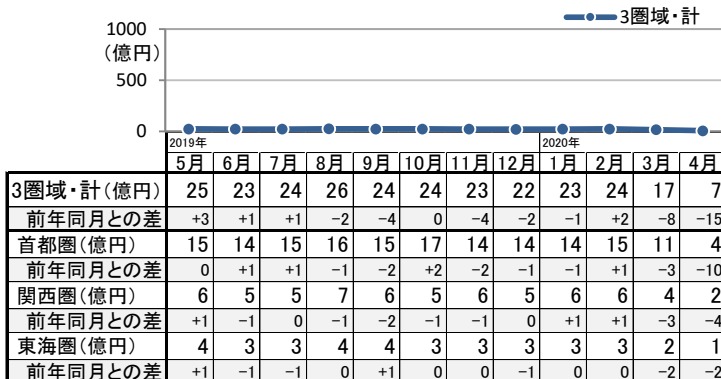 3圏域・計
1000
(億円)
500
0
2019年 2020年
5月 6月 7月 8月 9月 10月 11月 12月 1月 2月 3月 4月
3圏域・計(億円) 25 23 24 26 24 24 23 22 23 24 17 7
前年同月との差 +3 +1 +1 −2 −4 0 −4 −2 −1 +2 −8 −15
首都圏(億円) 15 14 15 16 15 17 14 14 14 15 11 4
前年同月との差 0 +1 +1 −1 −2 +2 −2 −1 −1 +1 −3 −10
関西圏(億円) 6 5 5 7 6 5 6 5 6 6 4 2
前年同月との差 +1 −1 0 −1 −2 −1 −1 0 +1 +1 −3 −4
東海圏(億円) 4 3 3 4 4 3 3 3 3 3 2 1
前年同月との差 +1 −1 −1 0 +1 0 0 −1 0 0 −2 −2